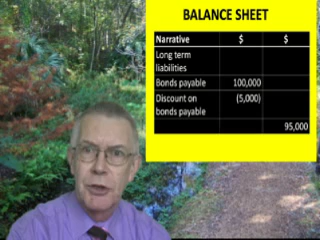 BALANCE SHEET
Narrative $ $
Long term
liabilities
Bonds payable 100,000
Discount on (5,000)
bonds payable
95,000